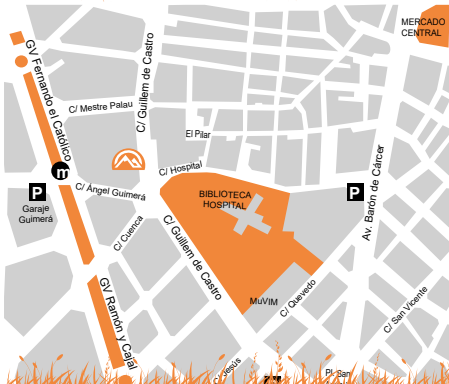 MERCADO
CENTRAL
GV Fernando el Católico
C/ Guillem de Castro
C/ Mestre Palau
El Pilar
C/ Hospital
m
C/ Ángel Guimerá
P
Garaje
Guimerá
BIBLIOTECA
HOSPITAL
P
Av. Barón de Cárcer
C/ Cuenca
C/ Guillem de Castro
MuVIM
C/ Quevedo
GV Ramón y Cajal
C/ San Vicente